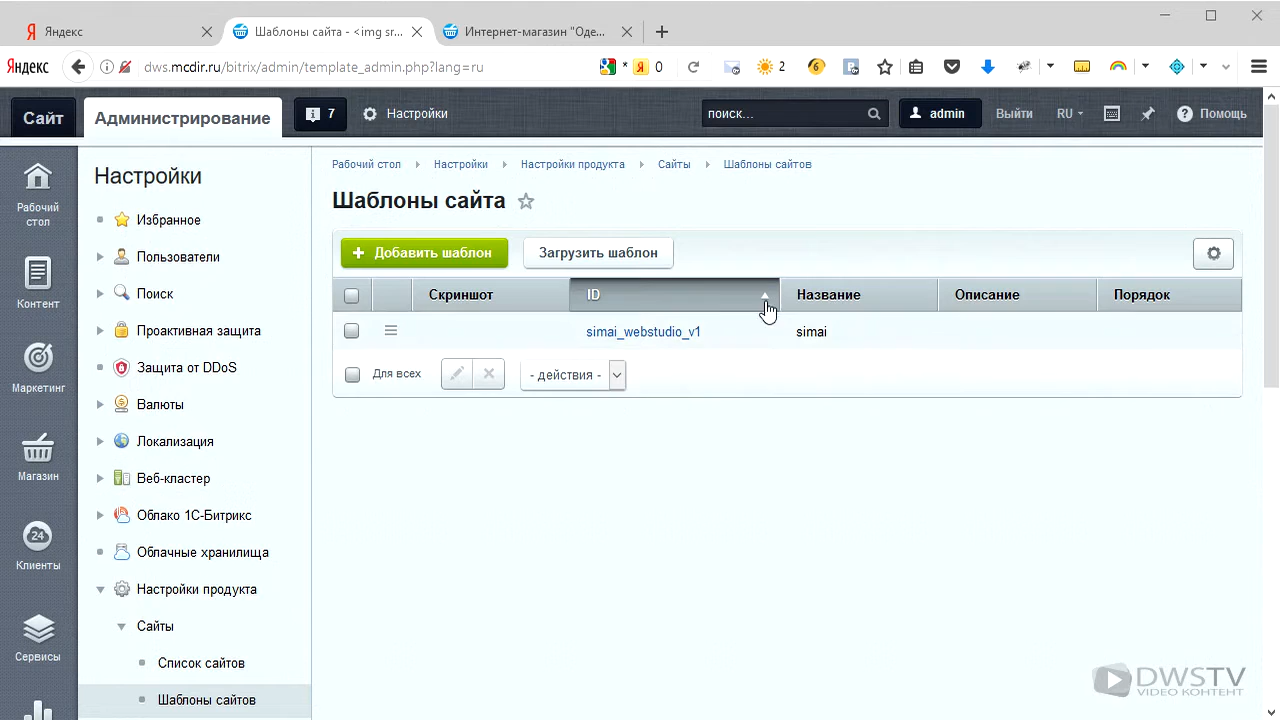 Яндекс
Шаблоны сайта - <img sr...
Интернет-магазин "Оде...
Яндекс
dws.mcdir.ru/bitrix/admin/template_admin.php?lang=ru
0
2
6
Сайт
Администрирование
7
Настройки
поиск...
admin
Выйти
RU
Помощь
Рабочий стол
Контент
Маркетинг
Магазин
24
Клиенты
Сервисы
Настройки
Избранное
Пользователи
Поиск
Проактивная защита
Защита от DDoS
Валюты
Локализация
Веб-кластер
Облако 1С-Битрикс
Облачные хранилища
Настройки продукта
Сайты
Список сайтов
Шаблоны сайтов
Рабочий стол Настройки Настройки продукта Сайты Шаблоны сайтов
Шаблоны сайта
Добавить шаблон
Загрузить шаблон
Скриншот ID Название Описание Порядок
simai_webstudio_v1 simai
Для всех
- действия -
DWSTV
ВИДЕО КОНТЕНТ